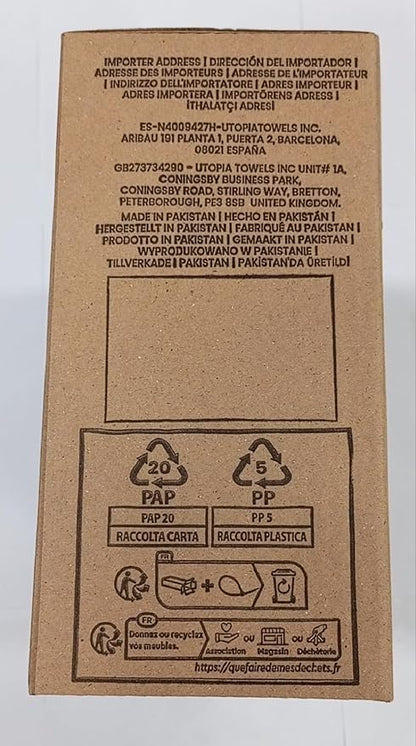 IMPORTER ADDRESS | DIRECCIÓN DEL IMPORTADOR |
ADRESSE DES IMPORTEURS | ADRESSE DE L'IMPORTATEUR
| INDIRIZZO DELL'IMPORTATORE | ADRES IMPORTEUR |
ADRES IMPORTERA | IMPORTÖRENS ADRESS |
İTHALATÇI ADRESİ
ES-N4009427H-UTOPIATOWELS INC.
ARIBAU 191 PLANTA 1, PUERTA 2, BARCELONA,
08021 ESPAÑA
GB273734290 - UTOPIA TOWELS INC UNIT# 1A,
CONINGSBY BUSINESS PARK,
CONINGSBY ROAD, STIRLING WAY, BRETTON,
PETERBOROUGH, PE3 8SB UNITED KINGDOM.
MADE IN PAKISTAN | HECHO EN PAKISTÁN |
HERGESTELLT IN PAKISTAN | FABRIQUÉ AU PAKISTAN |
PRODOTTO IN PAKISTAN | GEMAAKT IN PAKISTAN |
WYPRODUKOWANO W PAKISTANIE |
TILLVERKADE I PAKISTAN | PAKİSTAN'DA ÜRETİLDİ
20 5
PAP PP
PAP 20 PP 5
RACCOLTA CARTA RACCOLTA PLASTICA
FR
+
FR
Donnez ou recyclez
vos meubles.
Association OU Magasin OU Déchèterie
https://quefairedemesdechets.fr